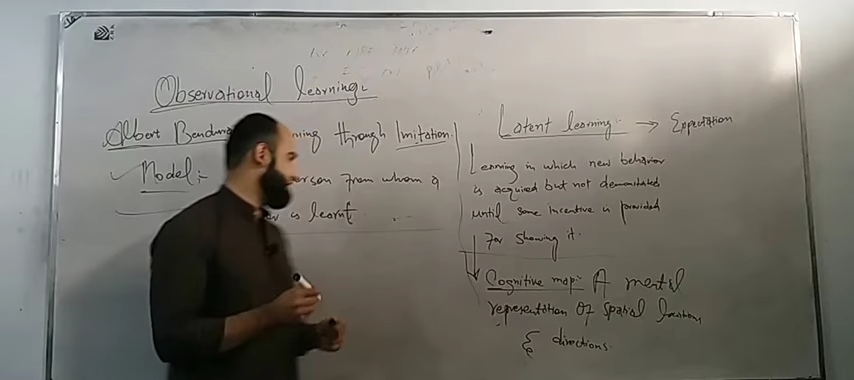 Observational learning:-
Albert Bandura ning through Imitation.
Model:- erson from whom a
is learnt
Latent learning:- → Expectation
Learning in which new behavior
is acquired but not demonstrated
until some incentive is provided
for showing it.
Cognitive map:- A mental
representation of spatial locations
& directions.